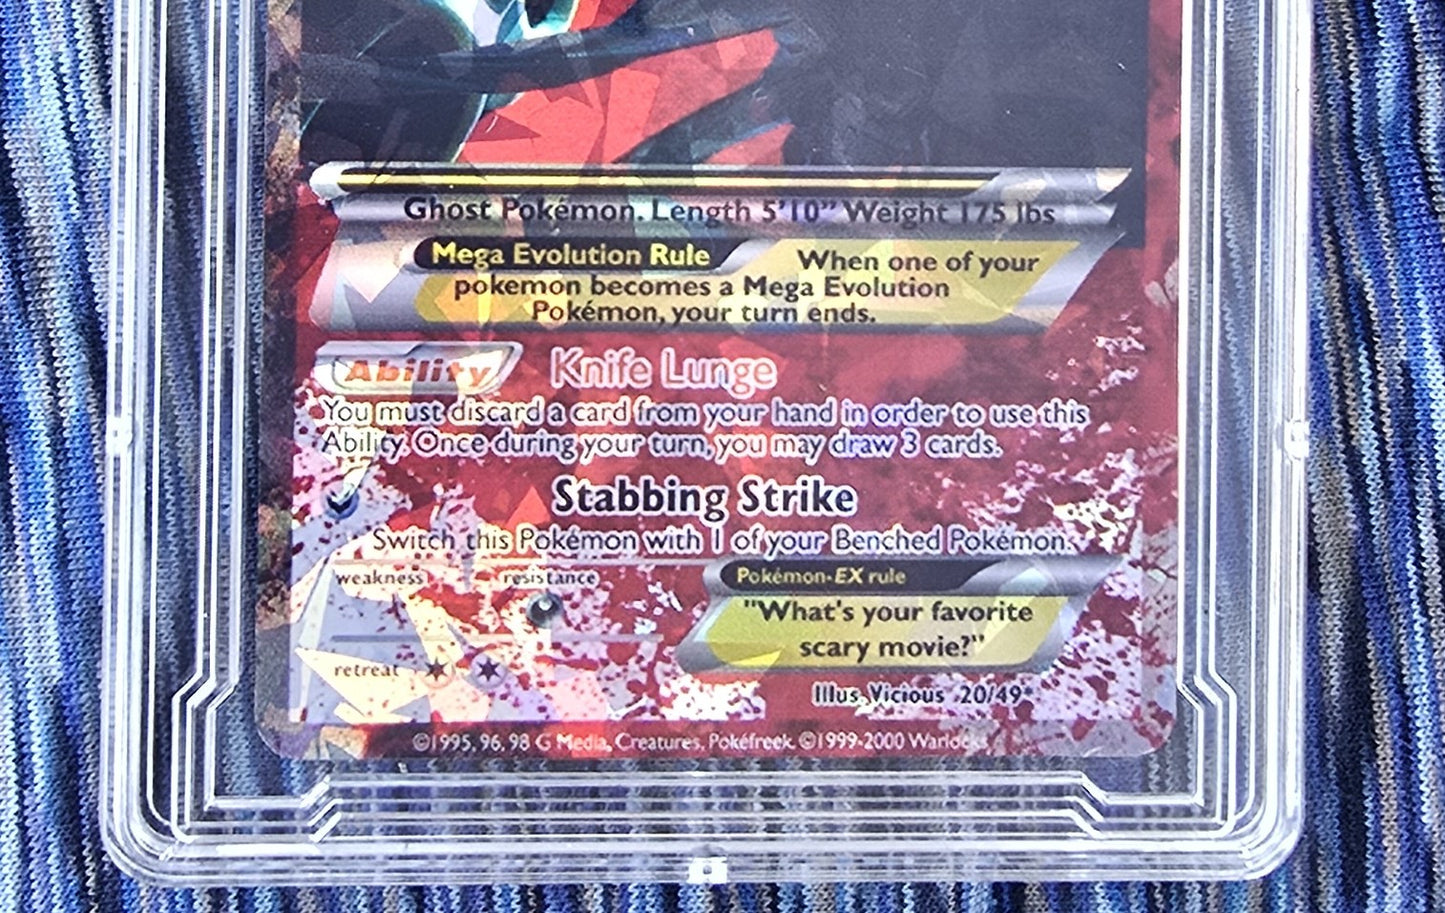 Ghost Pokémon. Length 5'10" Weight 175 lbs
Mega Evolution Rule When one of your
pokemon becomes a Mega Evolution
Pokémon, your turn ends.
Ability Knife Lunge
You must discard a card from your hand in order to use this
Ability. Once during your turn, you may draw 3 cards.
Stabbing Strike
Switch this Pokémon with 1 of your Benched Pokémon.
weakness resistance
Pokémon-EX rule
"What's your favorite
scary movie?"
retreat
Illus. Vicious 20/49*
©1995, 96, 98 G Media, Creatures, Pokéfreek. ©1999-2000 Warlocks